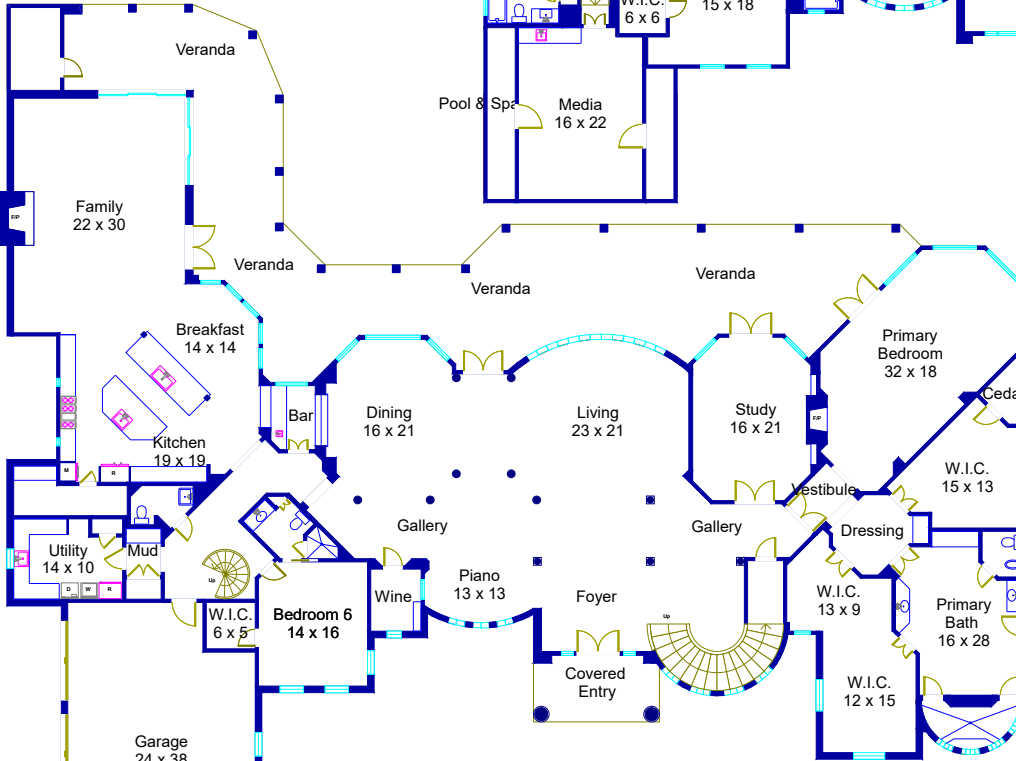 W.I.C.
6 x 6
15 x 18
Veranda
Pool & Spa
Media
16 x 22
Family
22 x 30
F/P
Veranda
Veranda
Veranda
Breakfast
14 x 14
Primary
Bedroom
32 x 18
Bar
Dining
16 x 21
Living
23 x 21
Study
16 x 21
F/P
Ceda
Kitchen
19 x 19
M
R
W.I.C.
15 x 13
Vestibule
Gallery
Gallery
Dressing
Utility
14 x 10
Mud
D
W
R
Up
Piano
13 x 13
Wine
Foyer
W.I.C.
13 x 9
Primary
Bath
16 x 28
W.I.C.
6 x 5
Bedroom 6
14 x 16
Up
Covered
Entry
W.I.C.
12 x 15
Garage
24 x 38